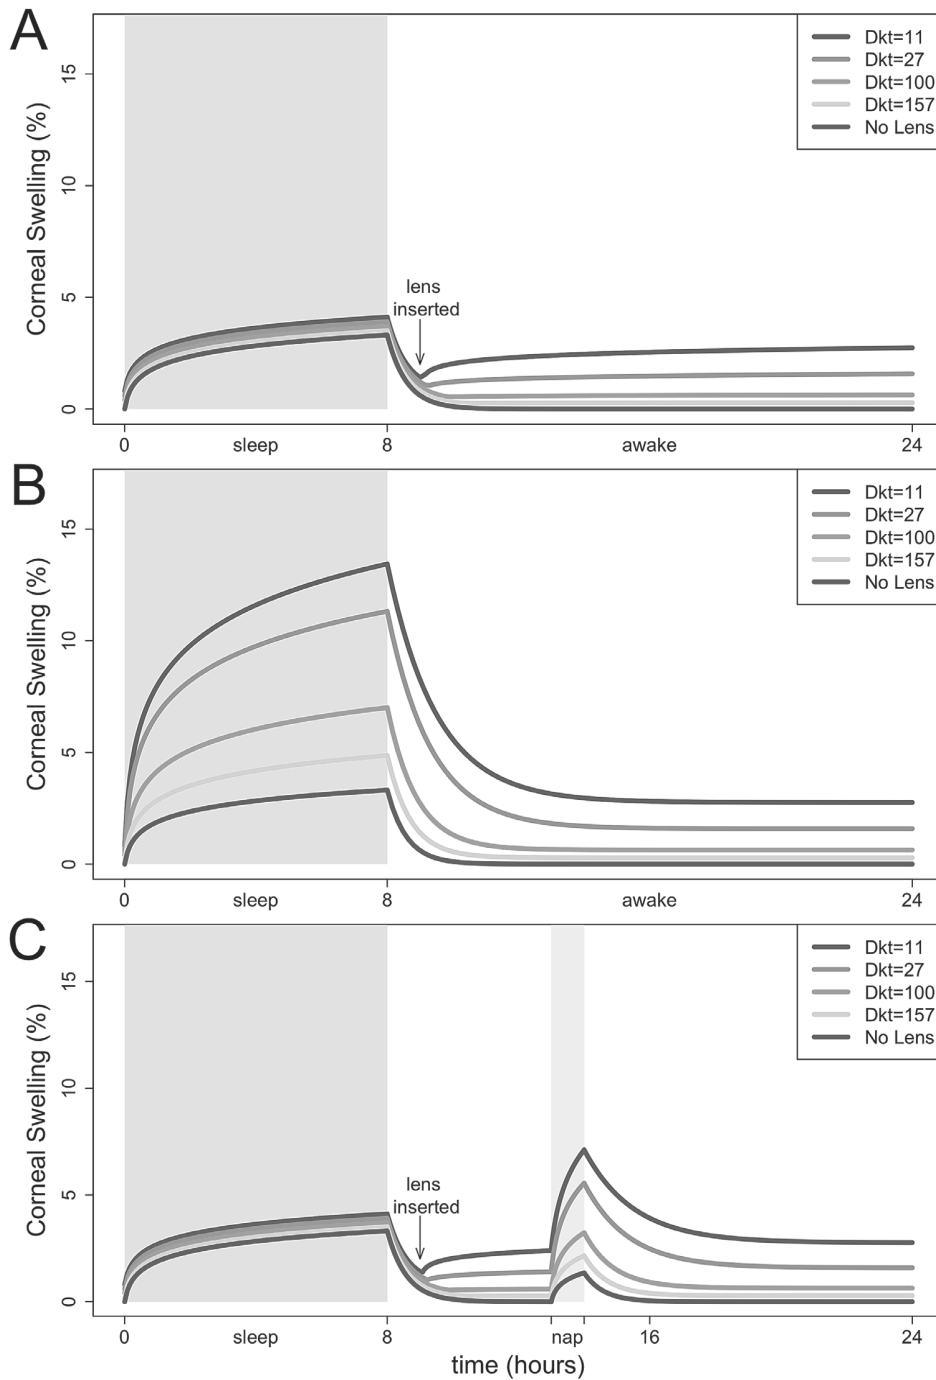 A
Corneal Swelling (%)
15
10
5
0
Dkt=11
Dkt=27
Dkt=100
Dkt=157
No Lens
lens
inserted
0 sleep 8 awake 24
B
Corneal Swelling (%)
15
10
5
0
Dkt=11
Dkt=27
Dkt=100
Dkt=157
No Lens
0 sleep 8 awake 24
C
Corneal Swelling (%)
15
10
5
0
Dkt=11
Dkt=27
Dkt=100
Dkt=157
No Lens
lens
inserted
0 sleep 8 nap 16 24
time (hours)